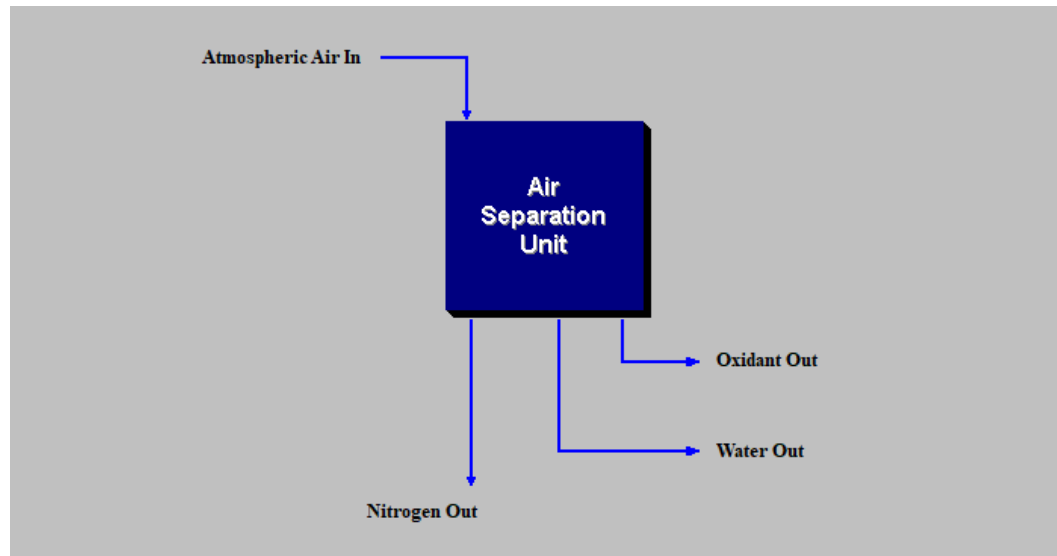 Atmospheric Air In
Air
Separation
Unit
Oxidant Out
Water Out
Nitrogen Out